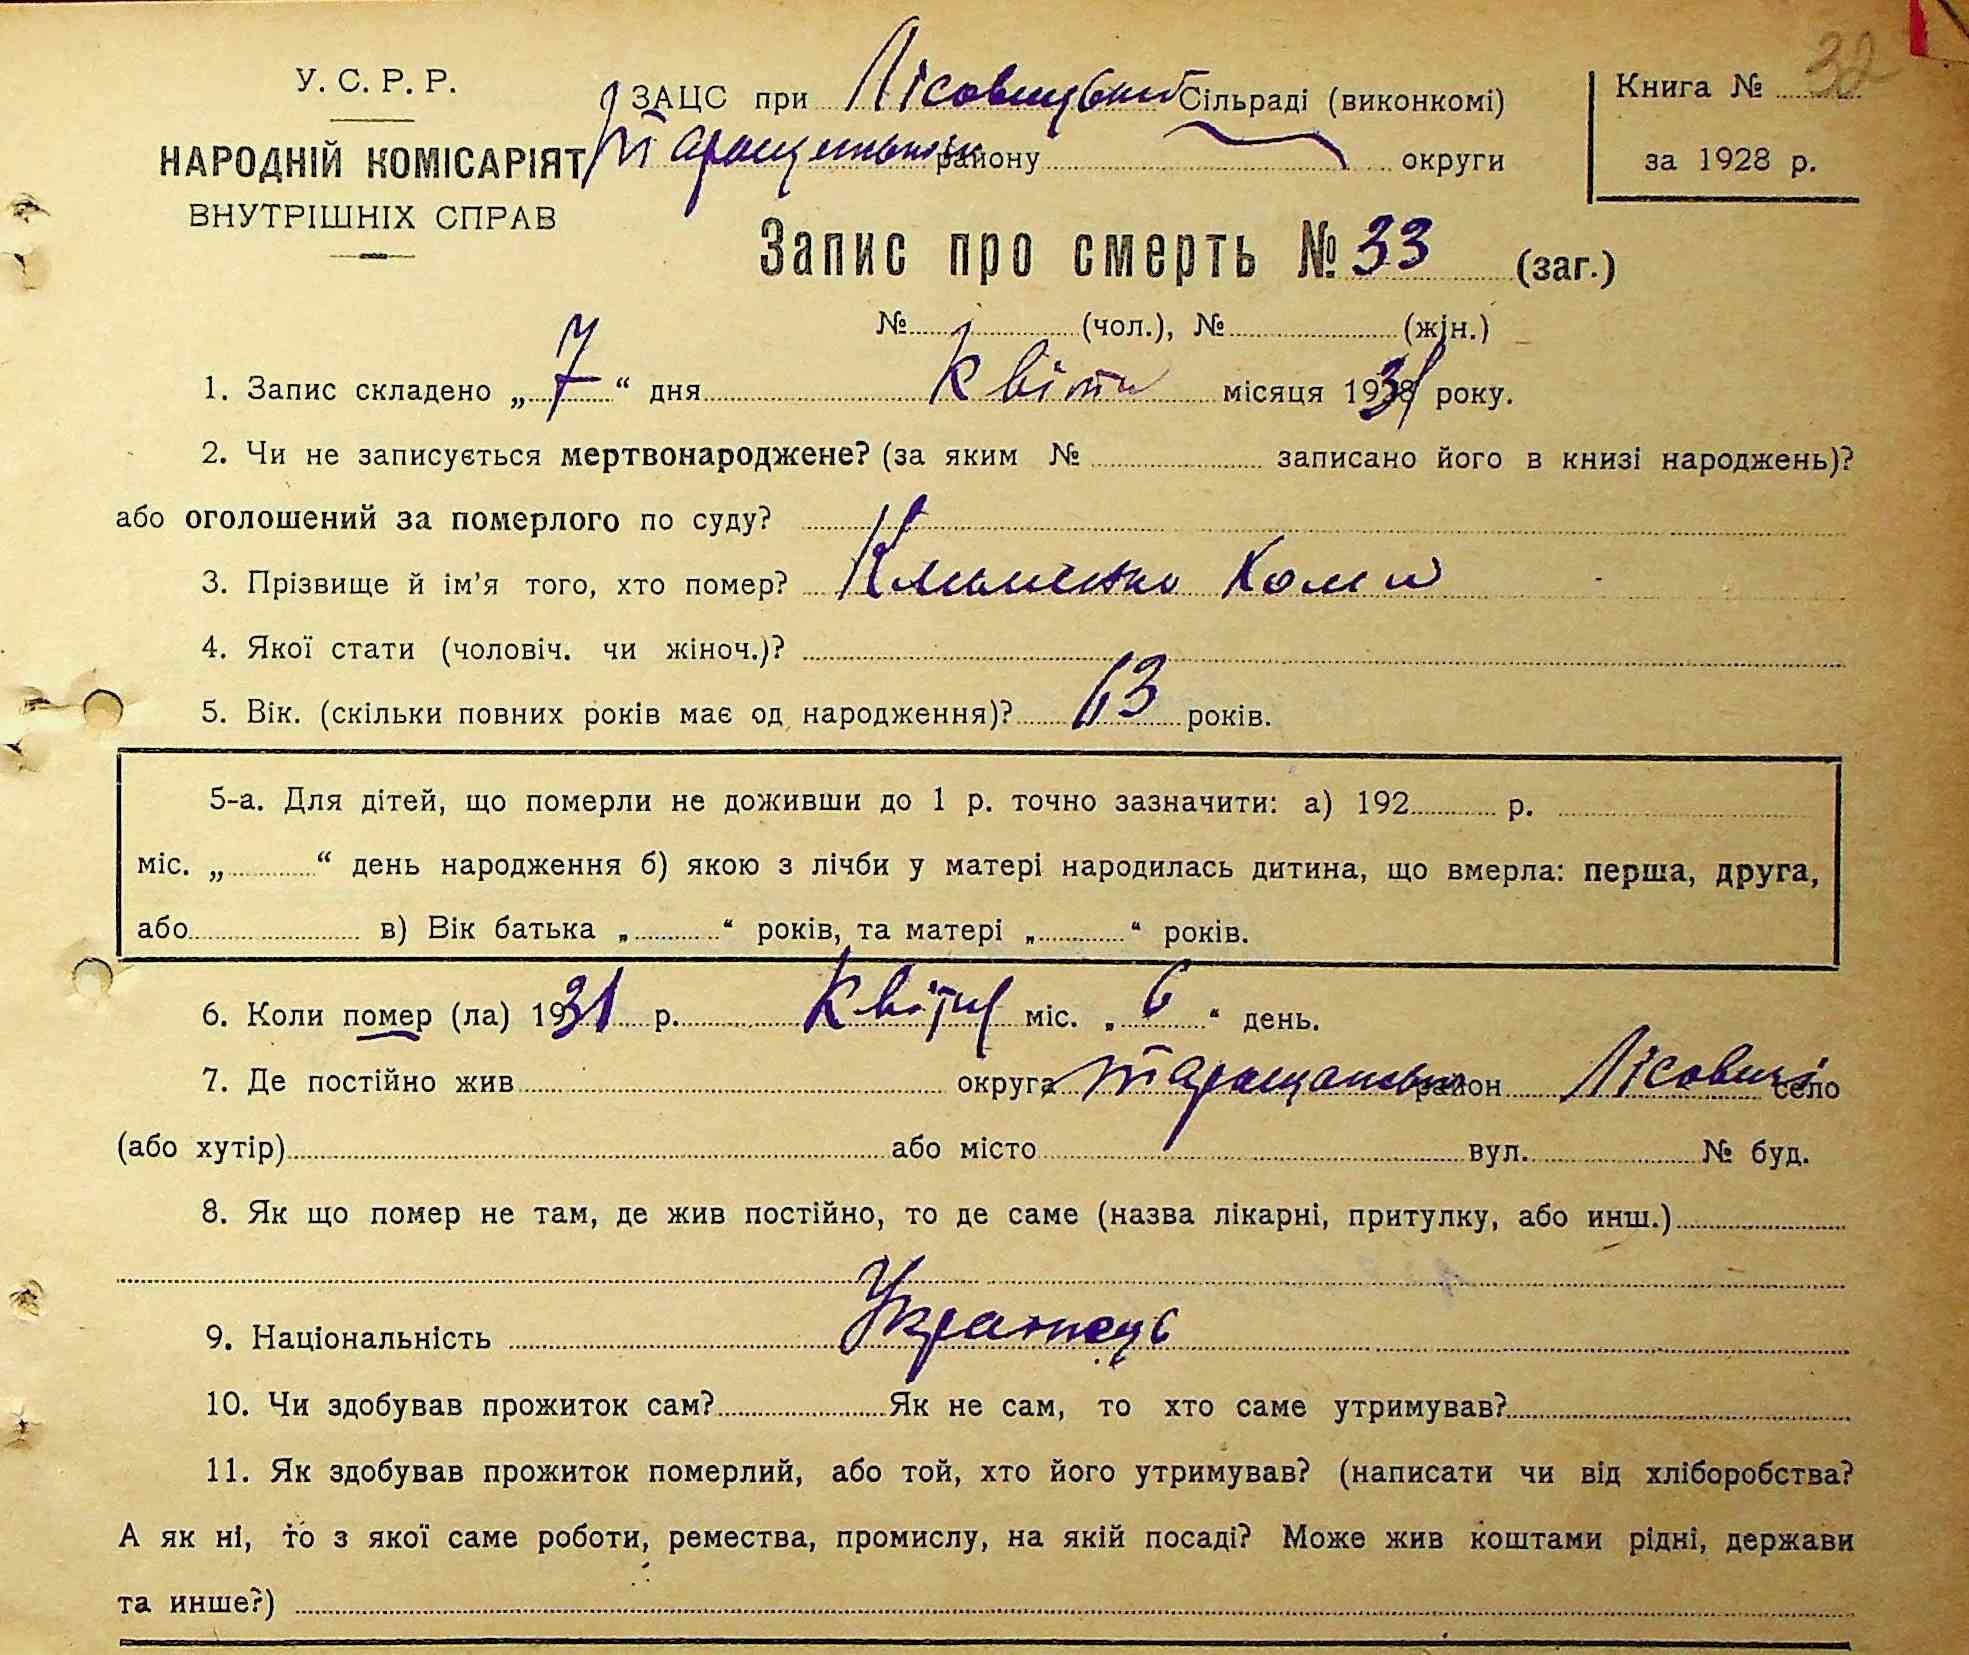 32
У. С. Р. Р.
НАРОДНІЙ КОМІСАРІЯТ
ВНУТРІШНІХ СПРАВ
ЗАЦС при Лісовицькій Сільраді (виконкомі)
Таращанського району округи
Книга №
за 1928 р.
Запис про смерть № 33 (заг.)
№ (чол.), № (жін.)
1. Запис складено „ 7 “ дня Квітн місяця 1931 року.
2. Чи не записується мертвонароджене? (за яким № записано його в книзі народжень)?
або оголошений за померлого по суду?
3. Прізвище й ім'я того, хто помер? Клименко Хома
4. Якої стати (чоловіч. чи жіноч.)?
5. Вік. (скільки повних років має од народження)? 63 років.
5-а. Для дітей, що померли не доживши до 1 р. точно зазначити: а) 192 р.
міс. „ “ день народження б) якою з лічби у матері народилась дитина, що вмерла: перша, друга,
або в) Вік батька „ “ років, та матері „ “ років.
6. Коли помер (ла) 1931 р. Квітн міс. „ 6 “ день.
7. Де постійно жив округа Таращанськ район Лісовичі село
(або хутір) або місто вул. № буд.
8. Як що помер не там, де жив постійно, то де саме (назва лікарні, притулку, або инш.)
9. Національність Українець
10. Чи здобував прожиток сам? Як не сам, то хто саме утримував?
11. Як здобував прожиток померлий, або той, хто його утримував? (написати чи від хліборобства?
А як ні, то з якої саме роботи, ремества, промислу, на якій посаді? Може жив коштами рідні, держави
та инше?)